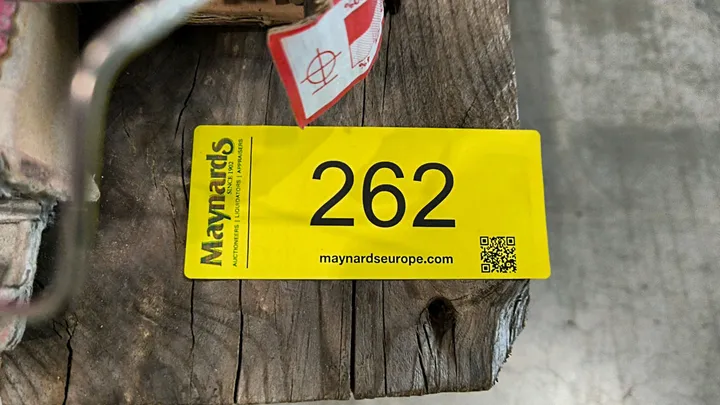 Maynards
SINCE 1902
AUCTIONEERS | LIQUIDATORS | APPRAISERS
262
maynardseurope.com